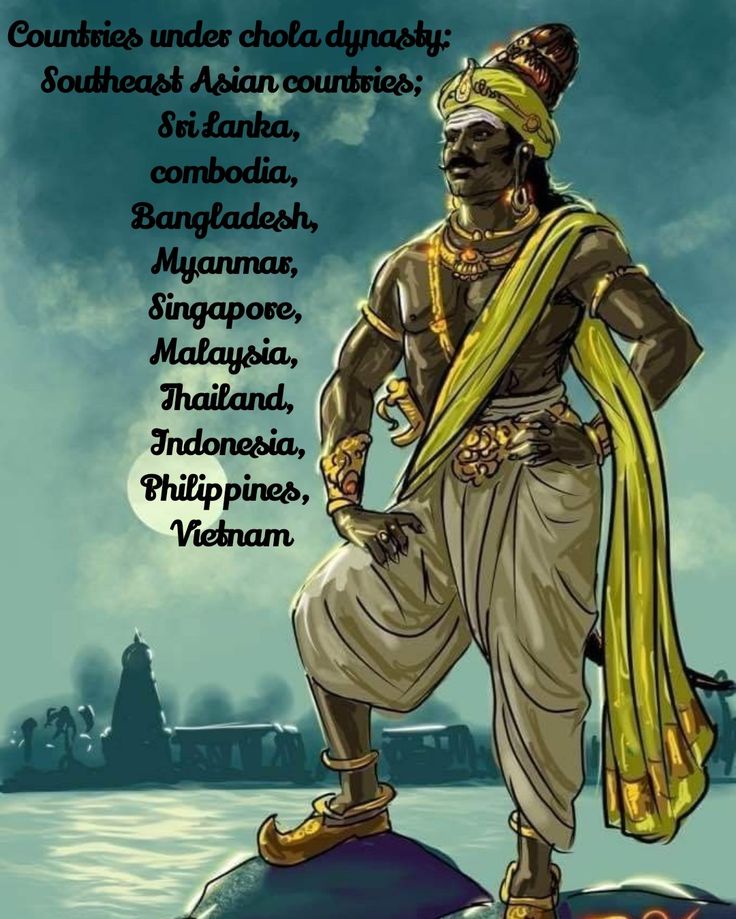 Countries under chola dynasty:
Southeast Asian countries;
Sri Lanka,
combodia,
Bangladesh,
Myanmar,
Singapore,
Malaysia,
Thailand,
Indonesia,
Philippines,
Vietnam